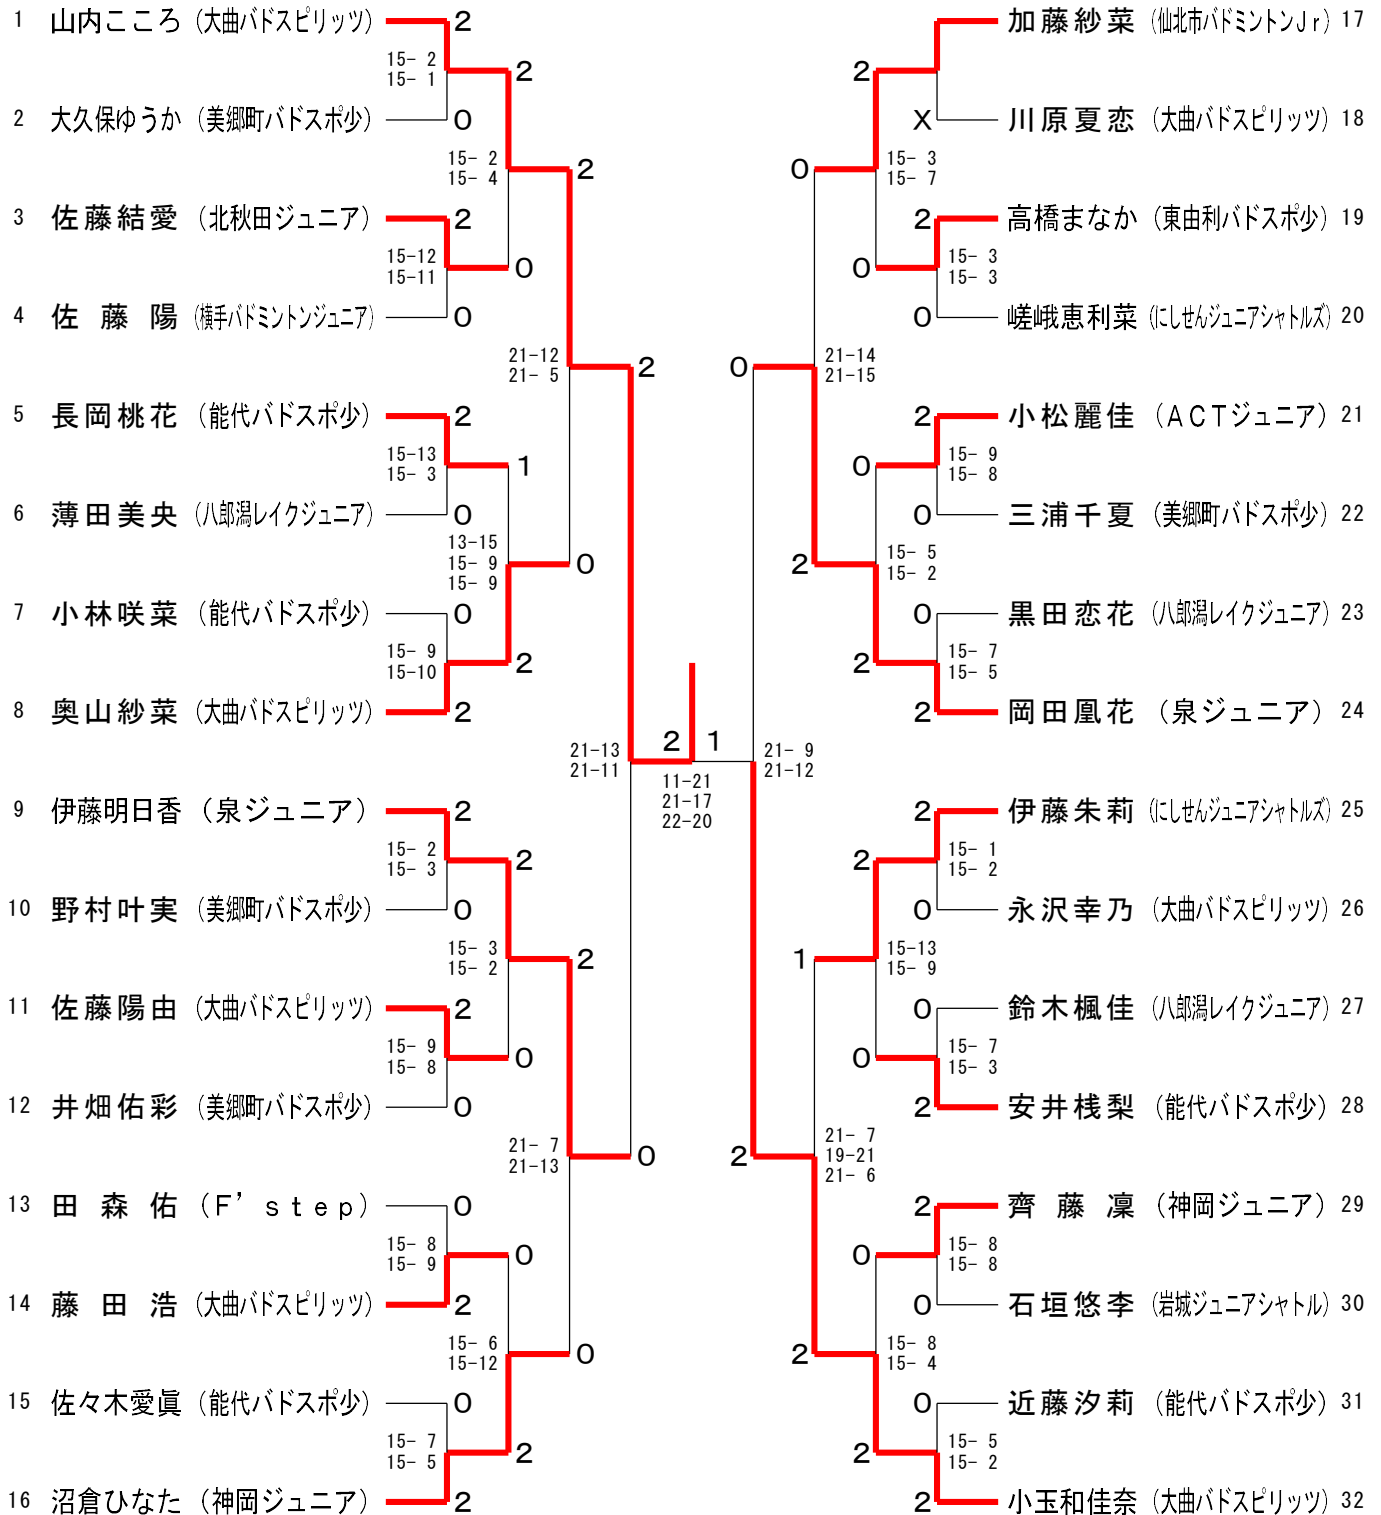 1 山内こころ (大曲バドスピリッツ) 2
15- 2
15- 1
2
2 大久保ゆうか (美郷町バドスポ少) 0
15- 2
15- 4
2
3 佐藤結愛 (北秋田ジュニア) 2
15-12
15-11
0
4 佐藤陽 (横手バドミントンジュニア) 0
21-12
21- 5
2
5 長岡桃花 (能代バドスポ少) 2
15-13
15- 3
1
6 薄田美央 (八郎潟レイクジュニア) 0
13-15
15- 9
15- 9
0
7 小林咲菜 (能代バドスポ少) 0
15- 9
15-10
2
8 奥山紗菜 (大曲バドスピリッツ) 2
21-13
21-11
2 1
11-21
21-17
22-20
9 伊藤明日香 (泉ジュニア) 2
15- 2
15- 3
2
10 野村叶実 (美郷町バドスポ少) 0
15- 3
15- 2
2
11 佐藤陽由 (大曲バドスピリッツ) 2
15- 9
15- 8
0
12 井畑佑彩 (美郷町バドスポ少) 0
21- 7
21-13
0
13 田森佑 (F’step) 0
15- 8
15- 9
0
14 藤田浩 (大曲バドスピリッツ) 2
15- 6
15-12
0
15 佐々木愛眞 (能代バドスポ少) 0
15- 7
15- 5
2
16 沼倉ひなた (神岡ジュニア) 2
加藤紗菜 (仙北市バドミントンJr) 17
2
X 川原夏恋 (大曲バドスピリッツ) 18
0
15- 3
15- 7
2 高橋まなか (東由利バドスポ少) 19
0
15- 3
15- 3
0 嵯峨恵利菜 (にしせんジュニアシャトルズ) 20
0
21-14
21-15
2 小松麗佳 (ACTジュニア) 21
0
15- 9
15- 8
0 三浦千夏 (美郷町バドスポ少) 22
2
15- 5
15- 2
0 黒田恋花 (八郎潟レイクジュニア) 23
2
15- 7
15- 5
2 岡田凰花 (泉ジュニア) 24
21- 9
21-12
2 伊藤朱莉 (にしせんジュニアシャトルズ) 25
2
15- 1
15- 2
0 永沢幸乃 (大曲バドスピリッツ) 26
1
15-13
15- 9
0 鈴木楓佳 (八郎潟レイクジュニア) 27
0
15- 7
15- 3
2 安井桟梨 (能代バドスポ少) 28
2
21- 7
19-21
21- 6
2 齊藤凜 (神岡ジュニア) 29
0
15- 8
15- 8
0 石垣悠李 (岩城ジュニアシャトル) 30
2
15- 8
15- 4
0 近藤汐莉 (能代バドスポ少) 31
2
15- 5
15- 2
2 小玉和佳奈 (大曲バドスピリッツ) 32